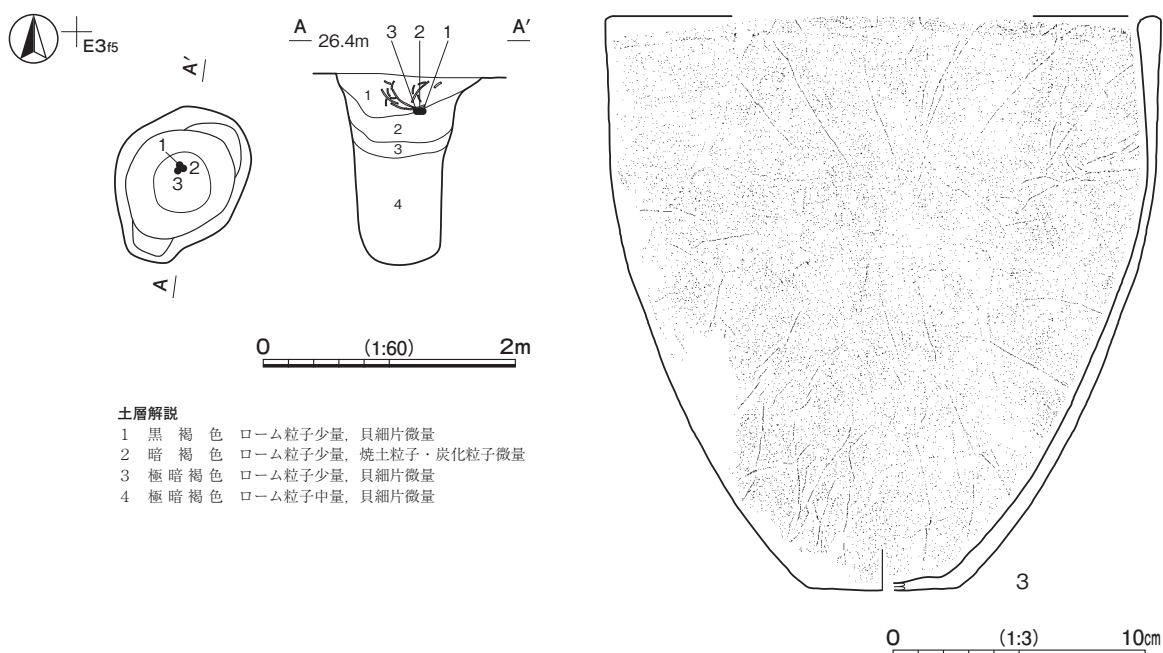 E3f5
A′
A
1
2
3
A 26.4m 3 2 1 A′
1
2
3
4
0 (1:60) 2m
土層解説
1 黒褐色 ローム粒子少量，貝細片微量
2 暗褐色 ローム粒子少量，焼土粒子・炭化粒子微量
3 極暗褐色 ローム粒子少量，貝細片微量
4 極暗褐色 ローム粒子中量，貝細片微量
3
0 (1:3) 10cm